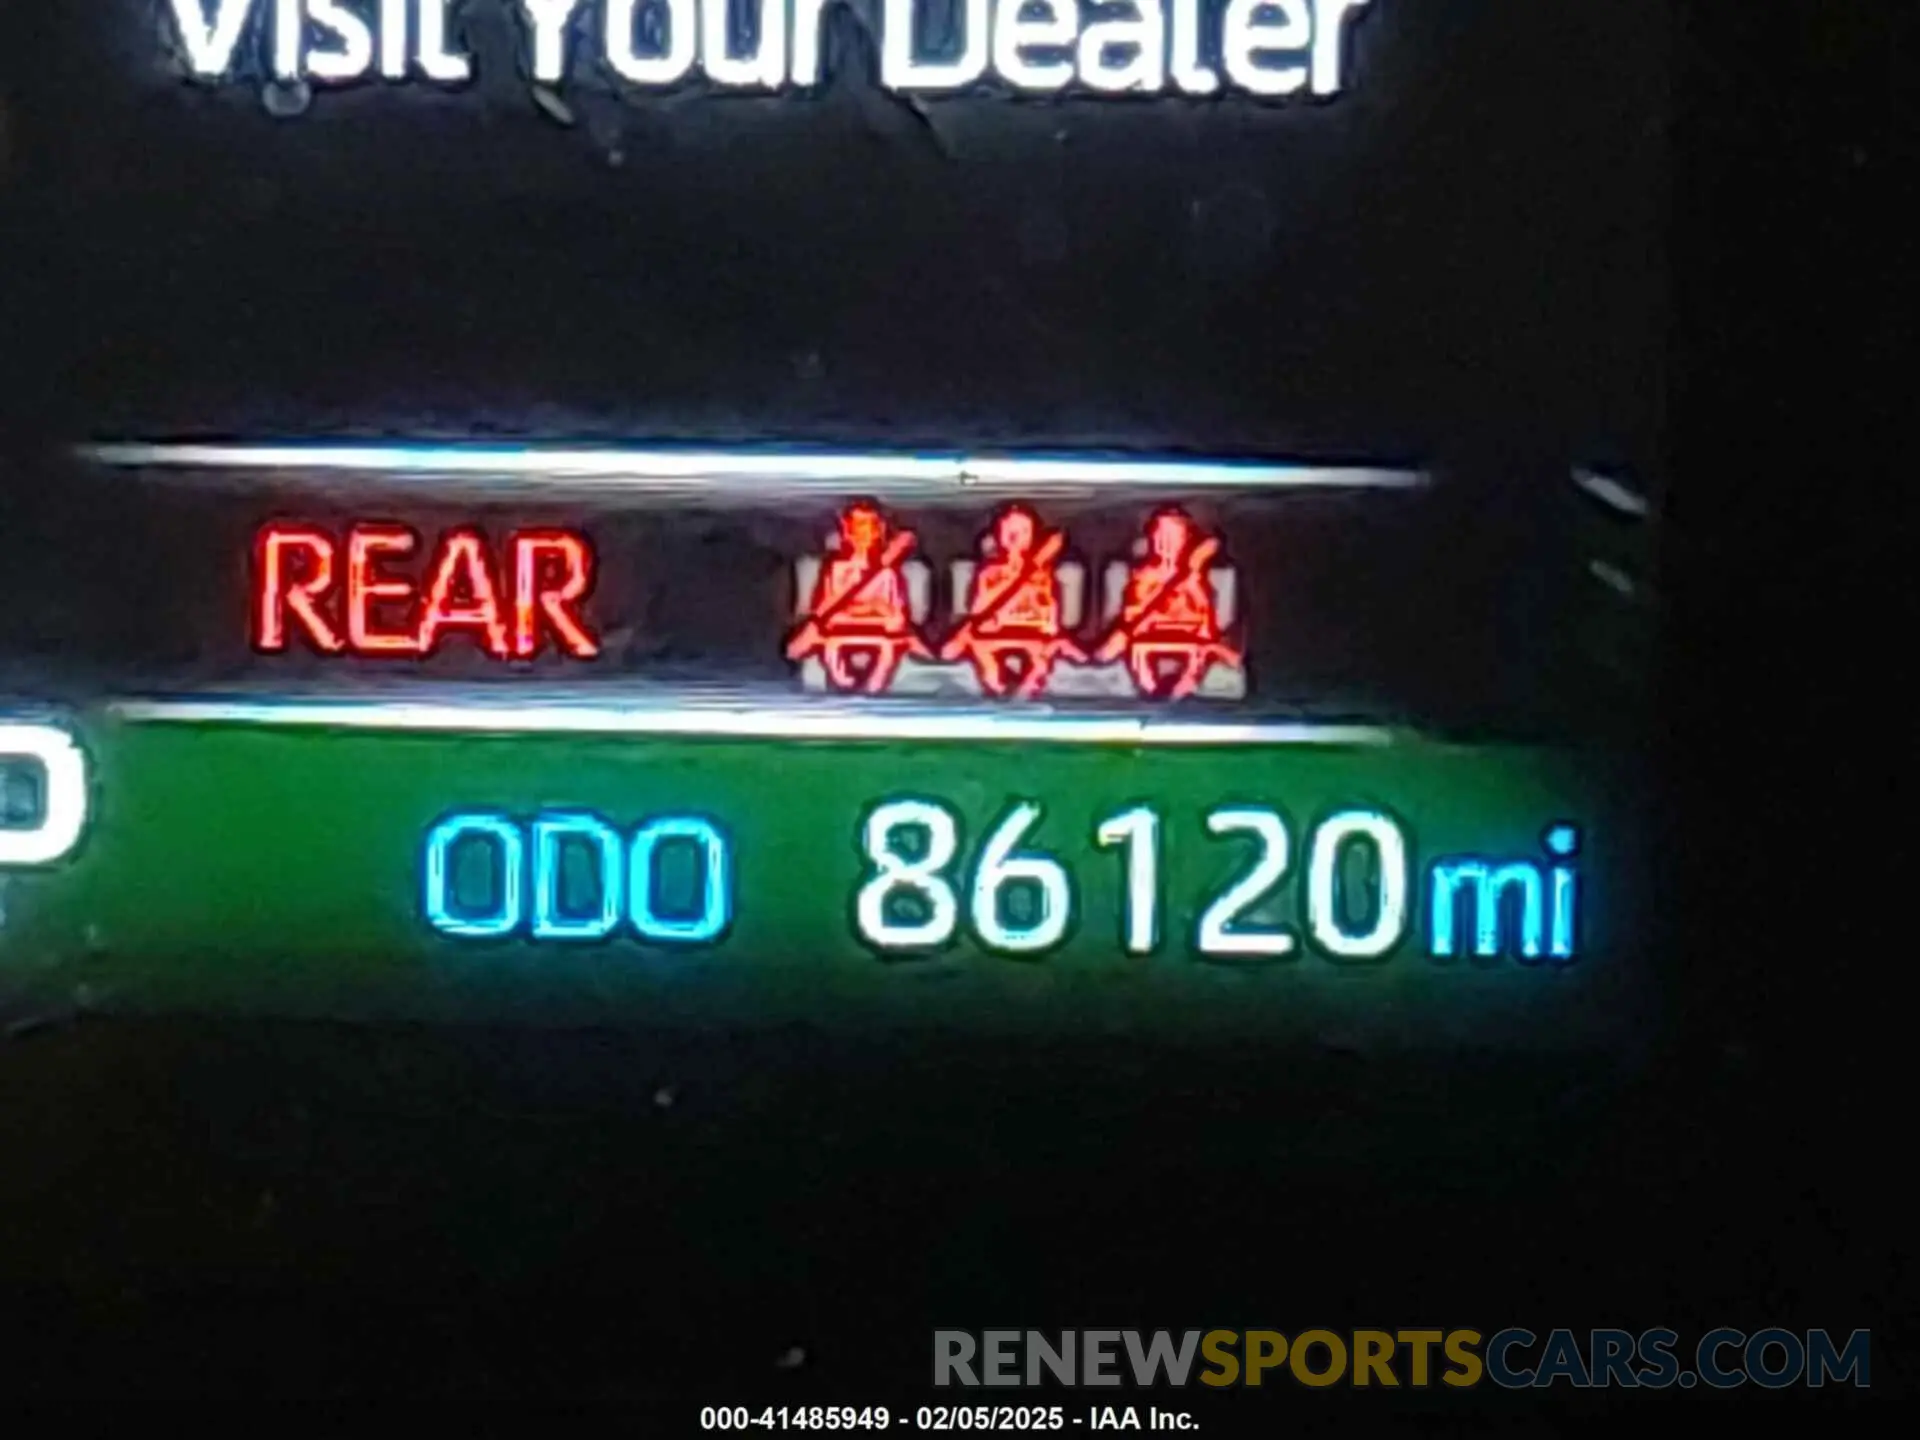 Visit Your Dealer
REAR
P
ODO 86120 mi
RENEWSPORTSCARS.COM
000-41485949 - 02/05/2025 - IAA Inc.